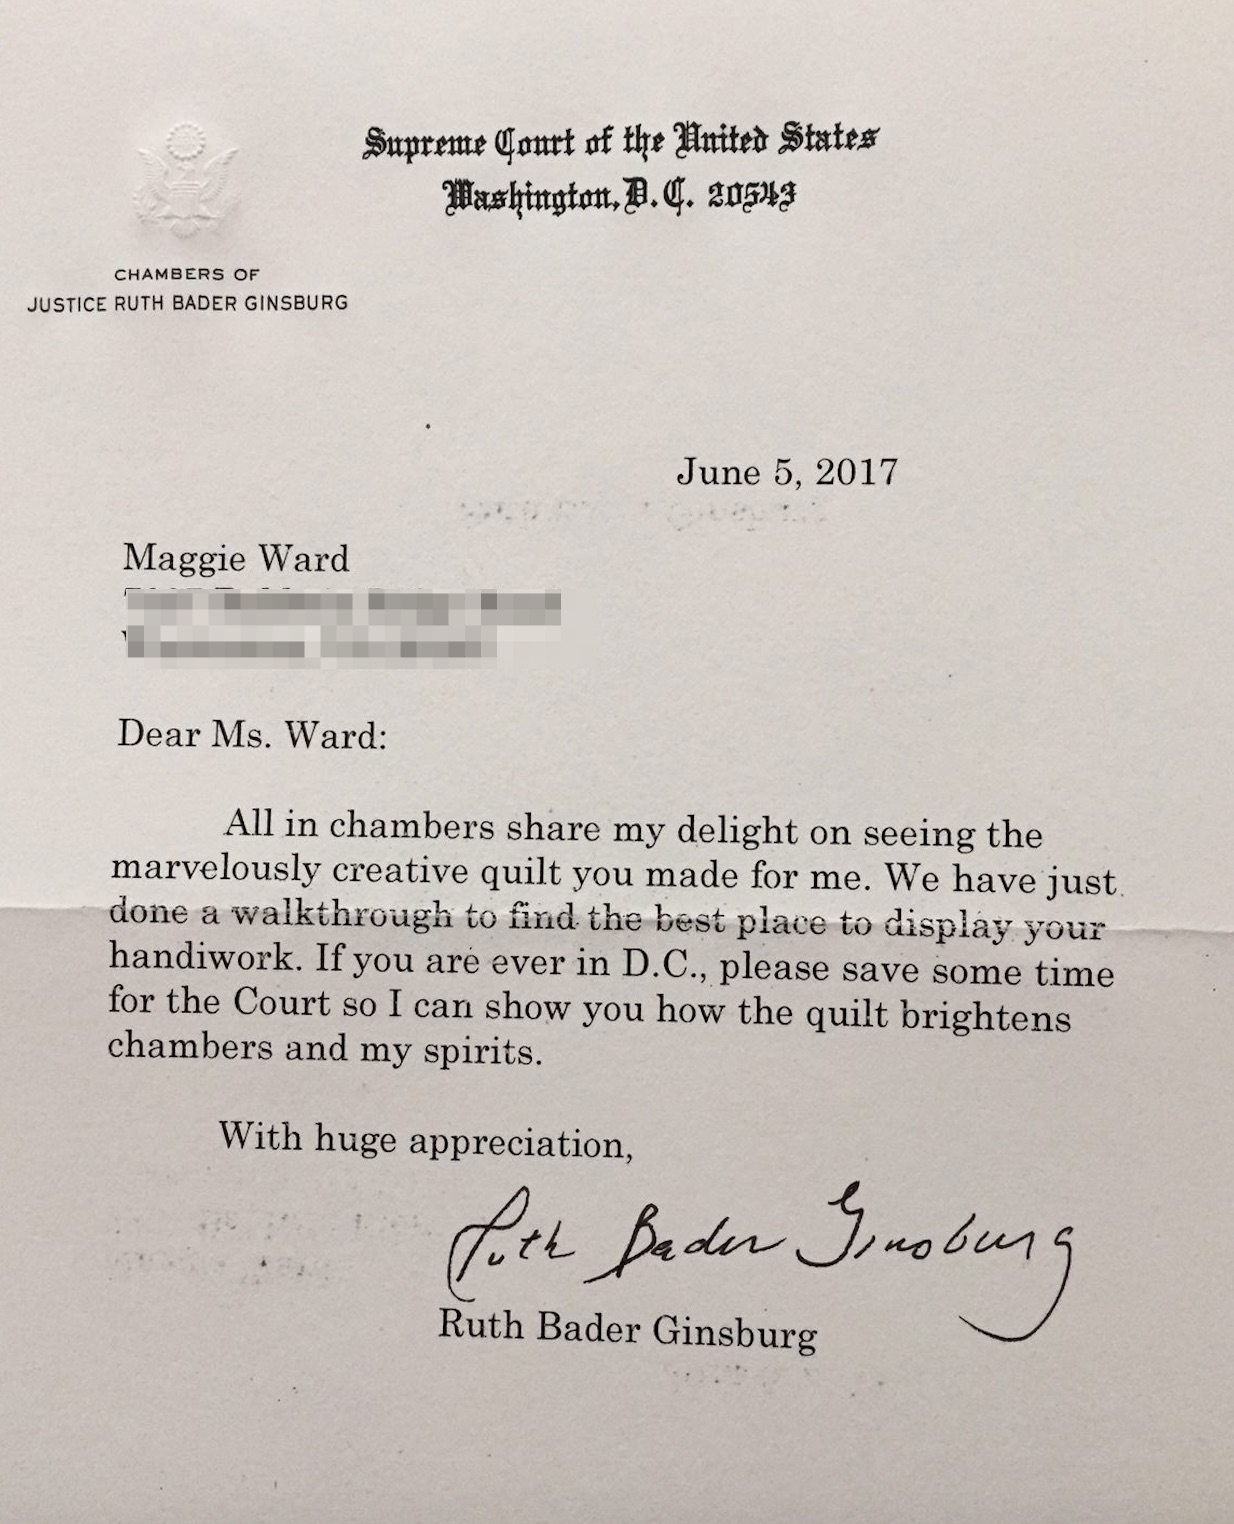 Supreme Court of the United States
Washington, D.C. 20543
CHAMBERS OF
JUSTICE RUTH BADER GINSBURG
June 5, 2017
Maggie Ward
Dear Ms. Ward:
All in chambers share my delight on seeing the
marvelously creative quilt you made for me. We have just
done a walkthrough to find the best place to display your
handiwork. If you are ever in D.C., please save some time
for the Court so I can show you how the quilt brightens
chambers and my spirits.
With huge appreciation,
Ruth Bader Ginsburg
Ruth Bader Ginsburg